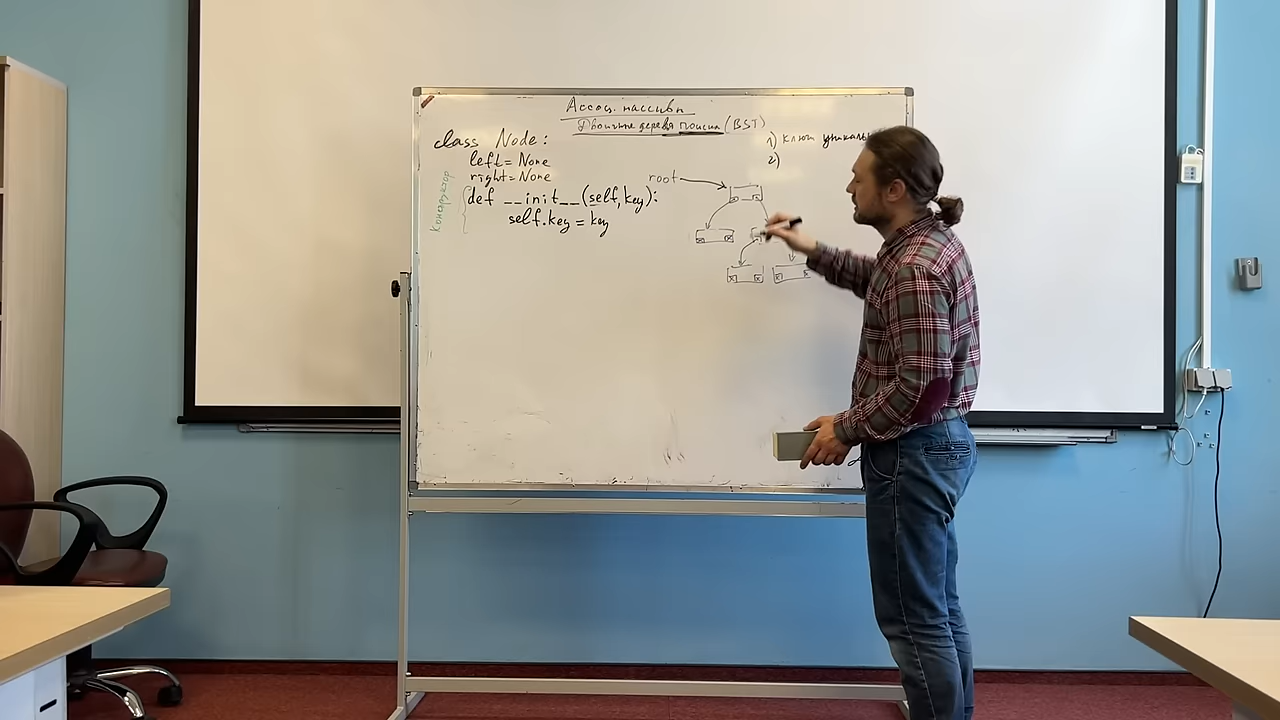 Ассоц. массивы
Двоичные деревья поиска (BST)
class Node:
left = None
right = None
def __init__(self, key):
self.key = key
Конструктор
root
1) ключи
2)